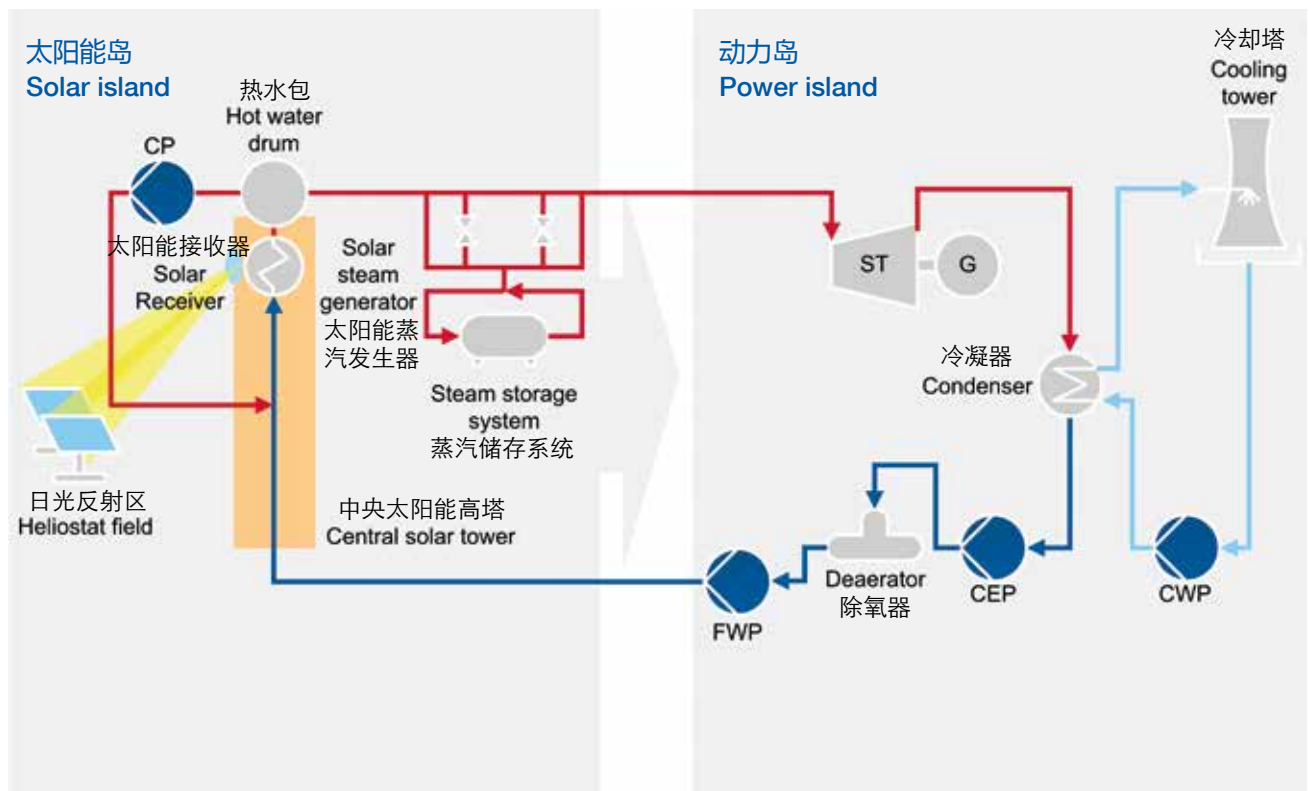 太阳能岛
Solar island
热水包
Hot water
drum
CP
太阳能接收器
Solar
Receiver
Solar
steam
generator
太阳能蒸
汽发生器
Steam storage
system
蒸汽储存系统
日光反射区
Heliostat field
中央太阳能高塔
Central solar tower
动力岛
Power island
冷却塔
Cooling
tower
ST
G
冷凝器
Condenser
Deaerator
除氧器
CEP
CWP
FWP